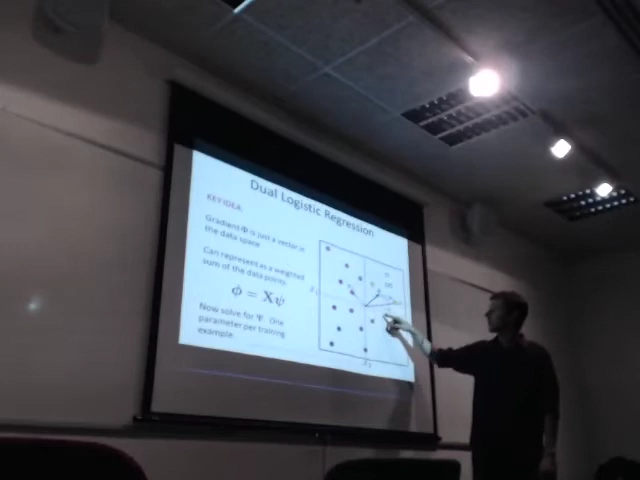 Dual Logistic Regression
KEY IDEA:
Gradient Φ is just a vector in
the data space
Can represent as a weighted
sum of the data points
ϕ = Xψ
Now solve for Ψ. One
parameter per training
example.